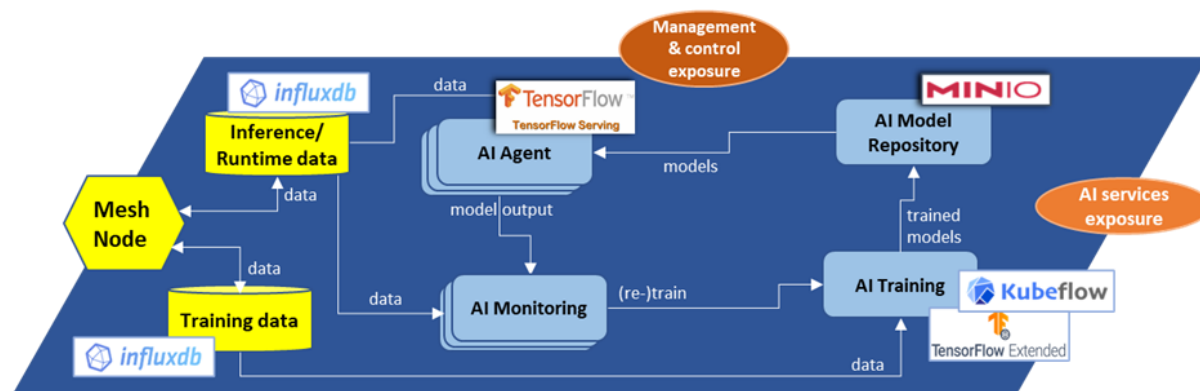 Management
& control
exposure
influxdb
data
TensorFlow
TensorFlow Serving
MINIO
Inference/
Runtime data
AI Agent
AI Model
Repository
models
data
model output
Mesh
Node
AI services
exposure
trained
models
data
data
AI Monitoring
(re-)train
AI Training
Kubeflow
Training data
TensorFlow Extended
influxdb
data